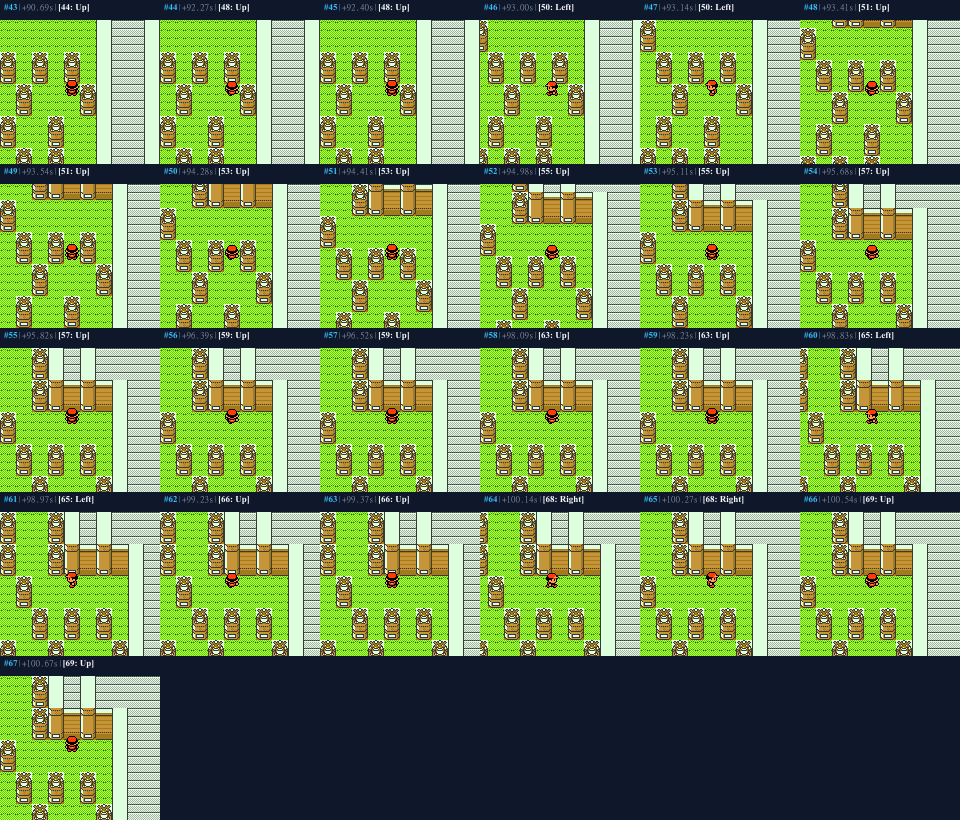 #43|+90.69s|[44: Up] #44|+92.27s|[48: Up] #45|+92.40s|[48: Up] #46|+93.00s|[50: Left] #47|+93.14s|[50: Left] #48|+93.41s|[51: Up]
#49|+93.54s|[51: Up] #50|+94.28s|[53: Up] #51|+94.41s|[53: Up] #52|+94.98s|[55: Up] #53|+95.11s|[55: Up] #54|+95.68s|[57: Up]
#55|+95.82s|[57: Up] #56|+96.39s|[59: Up] #57|+96.52s|[59: Up] #58|+98.09s|[63: Up] #59|+98.23s|[63: Up] #60|+98.83s|[65: Left]
#61|+98.97s|[65: Left] #62|+99.23s|[66: Up] #63|+99.37s|[66: Up] #64|+100.14s|[68: Right] #65|+100.27s|[68: Right] #66|+100.54s|[69: Up]
#67|+100.67s|[69: Up]